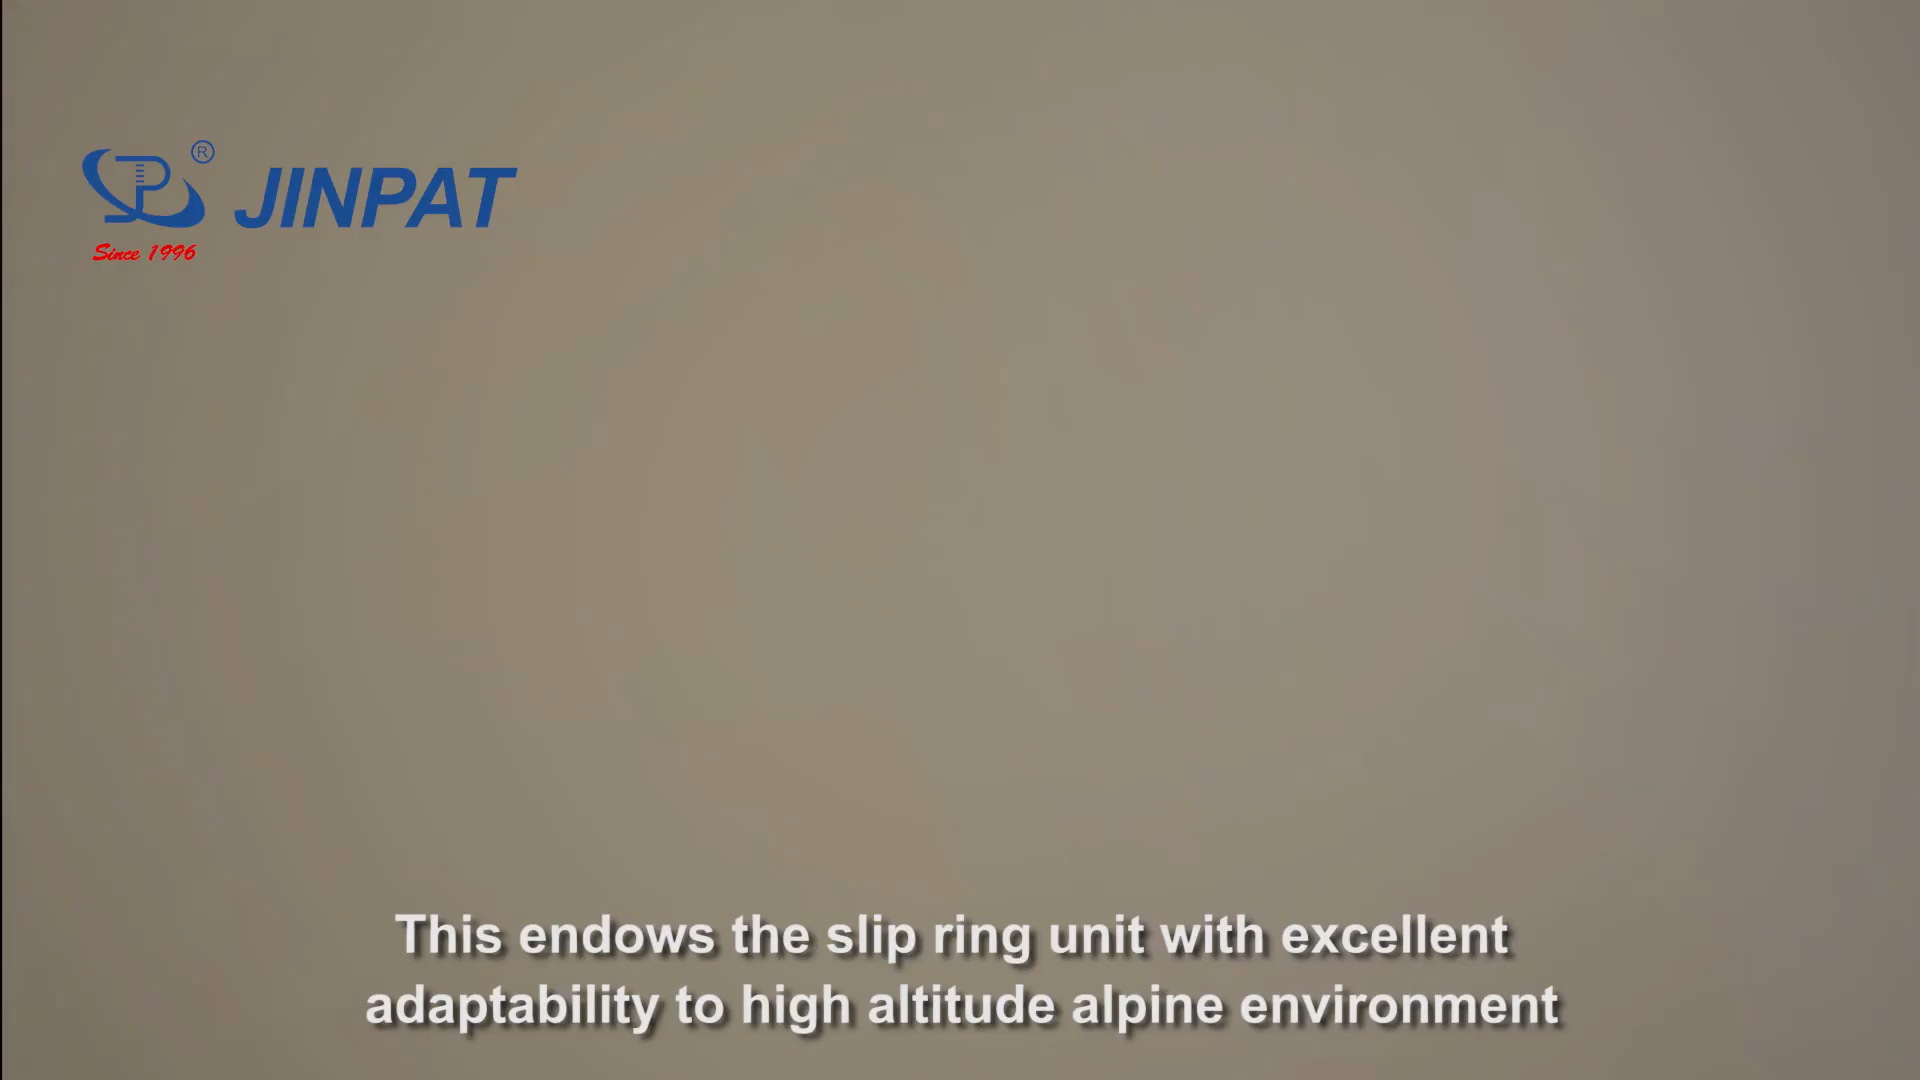 ®
JINPAT
Since 1996
This endows the slip ring unit with excellent
adaptability to high altitude alpine environment